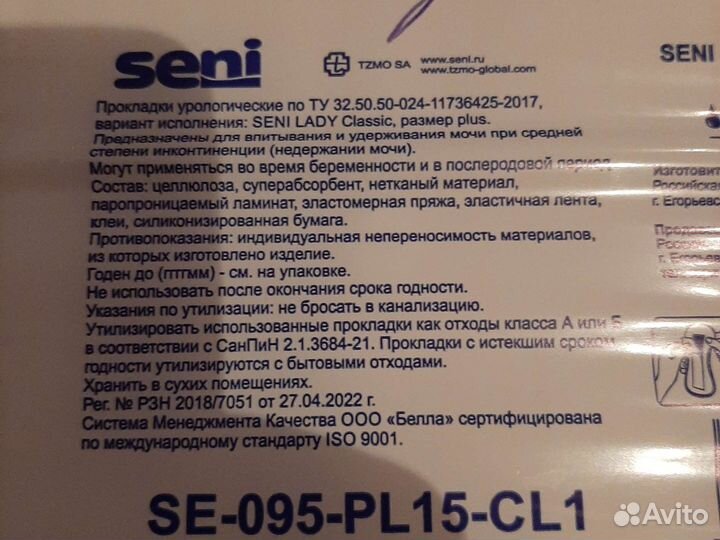 seni
TZMO SA
www.seni.ru
www.tzmo-global.com
SENI
Прокладки урологические по ТУ 32.50.50-024-11736425-2017,
вариант исполнения: SENI LADY Classic, размер plus.
Предназначены для впитывания и удерживания мочи при средней
степени инконтиненции (недержании мочи).
Могут применяться во время беременности и в послеродовой период
Состав: целлюлоза, суперабсорбент, нетканый материал,
паропроницаемый ламинат, эластомерная пряжа, эластичная лента,
клеи, силиконизированная бумага.
Противопоказания: индивидуальная непереносимость материалов,
из которых изготовлено изделие.
Годен до (ггггмм) - см. на упаковке.
Не использовать после окончания срока годности.
Указания по утилизации: не бросать в канализацию.
Утилизировать использованные прокладки как отходы класса А или Б
в соответствии с СанПиН 2.1.3684-21. Прокладки с истекшим сроком
годности утилизируются с бытовыми отходами.
Хранить в сухих помещениях.
Рег. № РЗН 2018/7051 от 27.04.2022 г.
Система Менеджмента Качества ООО «Белла» сертифицирована
по международному стандарту ISO 9001.
Изготовит
Российская
г. Егорьевс
г. Егорьев
SE-095-PL15-CL1
Avito